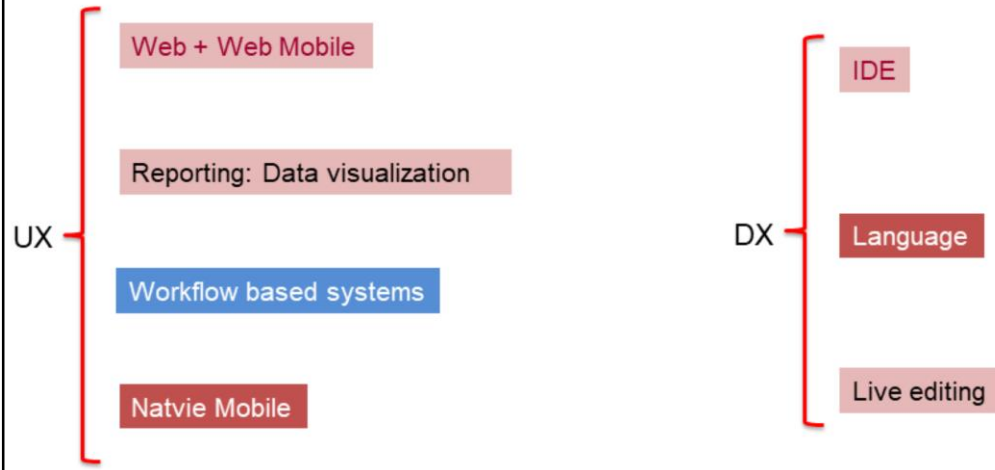 UX
Web + Web Mobile
Reporting: Data visualization
Workflow based systems
Natvie Mobile
DX
IDE
Language
Live editing